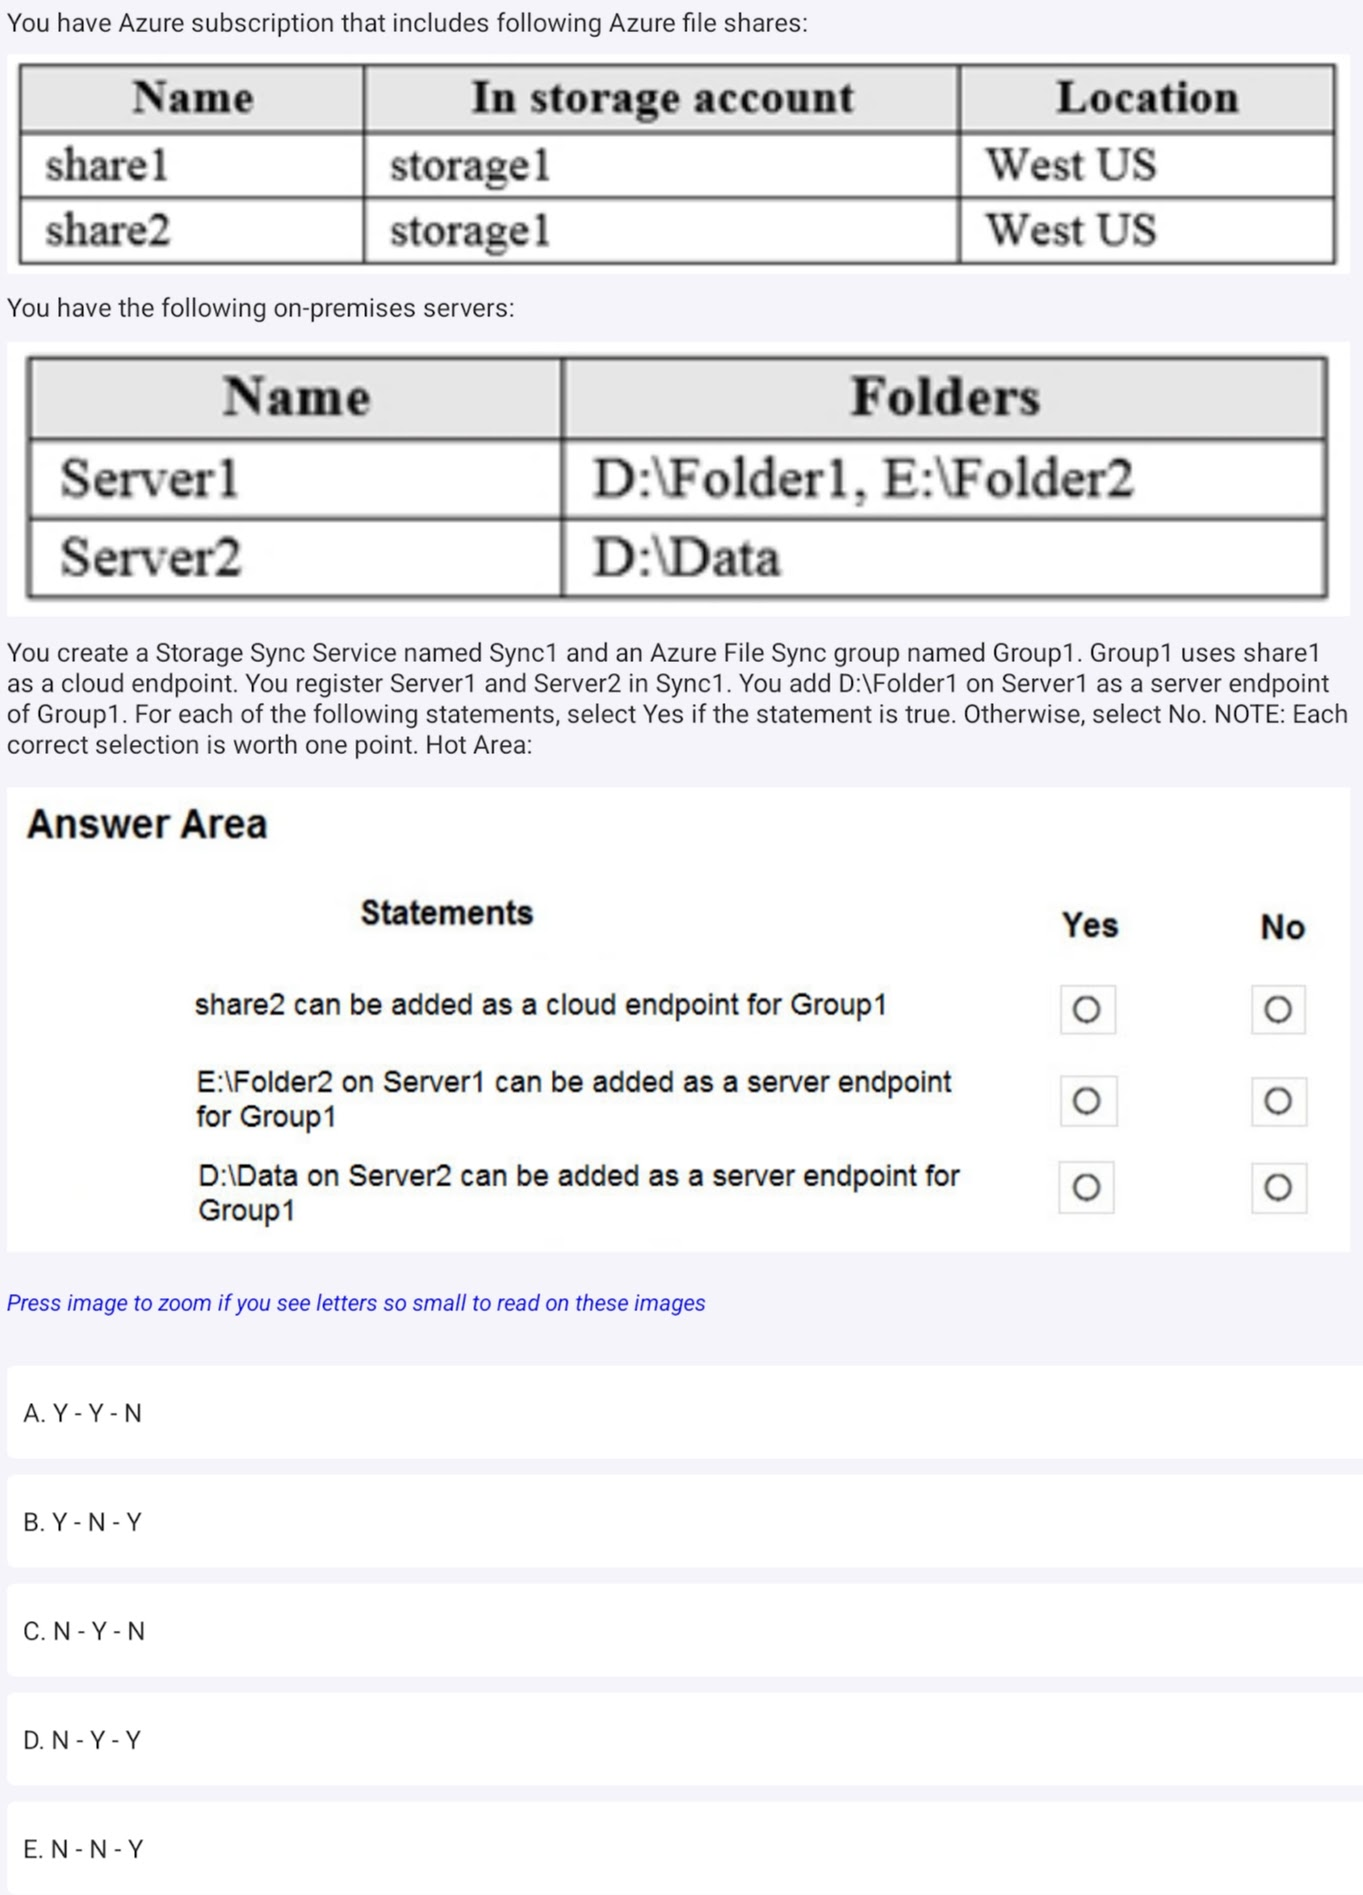 You have Azure subscription that includes following Azure file shares:
Name In storage account Location
share1 storage1 West US
share2 storage1 West US
You have the following on-premises servers:
Name Folders
Server1 D:\Folder1, E:\Folder2
Server2 D:\Data
You create a Storage Sync Service named Sync1 and an Azure File Sync group named Group1. Group1 uses share1
as a cloud endpoint. You register Server1 and Server2 in Sync1. You add D:\Folder1 on Server1 as a server endpoint
of Group1. For each of the following statements, select Yes if the statement is true. Otherwise, select No. NOTE: Each
correct selection is worth one point. Hot Area:
Answer Area
Statements Yes No
share2 can be added as a cloud endpoint for Group1
E:\Folder2 on Server1 can be added as a server endpoint
for Group1
D:\Data on Server2 can be added as a server endpoint for
Group1
Press image to zoom if you see letters so small to read on these images
A. Y - Y - N
B. Y - N - Y
C. N - Y - N
D. N - Y - Y
E. N - N - Y